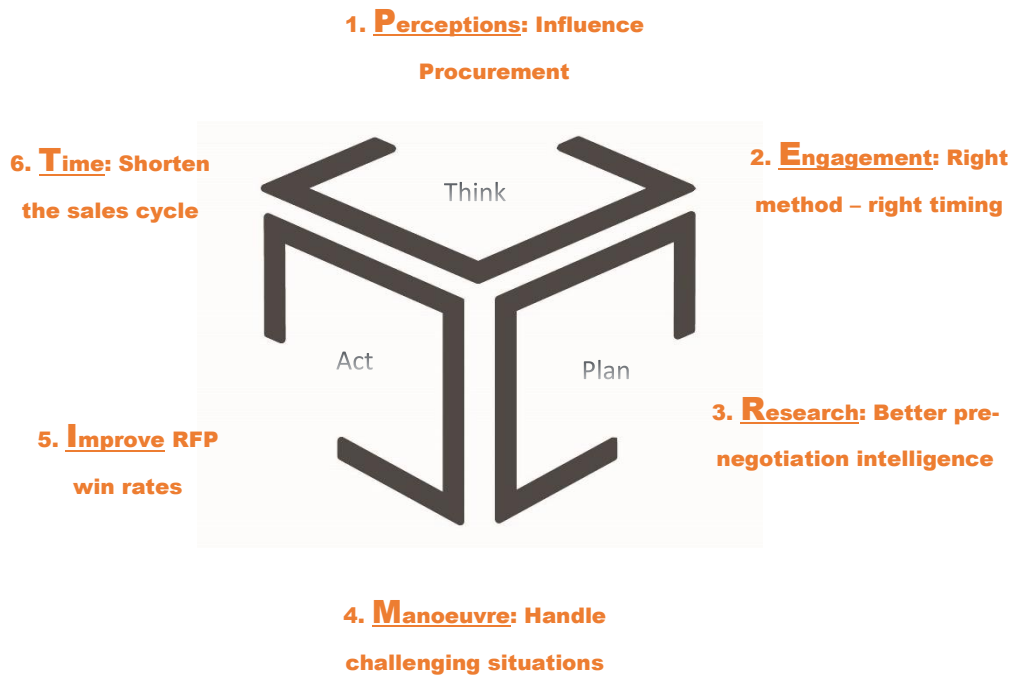 1. Perceptions: Influence
Procurement
6. Time: Shorten
the sales cycle
2. Engagement: Right
method – right timing
Think
Act
Plan
3. Research: Better pre-
negotiation intelligence
5. Improve RFP
win rates
4. Manoeuvre: Handle
challenging situations